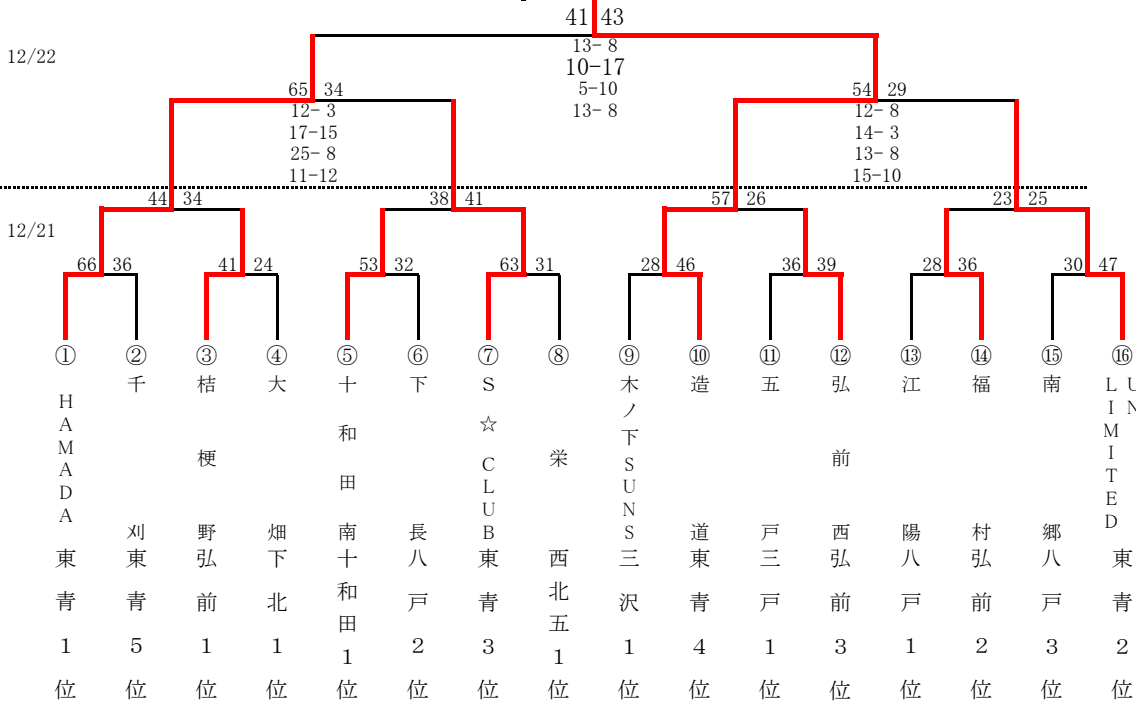 41 43
12/22
13- 8
10-17
5-10
13- 8
65 34
12- 3
17-15
25- 8
11-12
54 29
12- 8
14- 3
13- 8
15-10
44 34
38 41
57 26
23 25
12/21
66 36
41 24
53 32
63 31
28 46
36 39
28 36
30 47
① HAMADA 東青1位
② 千刈 東青5位
③ 桔梗野 弘前1位
④ 大畑 下北1位
⑤ 十和田南 十和田1位
⑥ 下長 八戸2位
⑦ S☆CLUB 東青3位
⑧ 栄 西北五1位
⑨ 木ノ下SUNS 三沢1位
⑩ 造道 東青4位
⑪ 五戸 三戸1位
⑫ 弘前西 弘前3位
⑬ 江陽 八戸1位
⑭ 福村 弘前2位
⑮ 南郷 八戸3位
⑯ UNLIMITED 東青2位